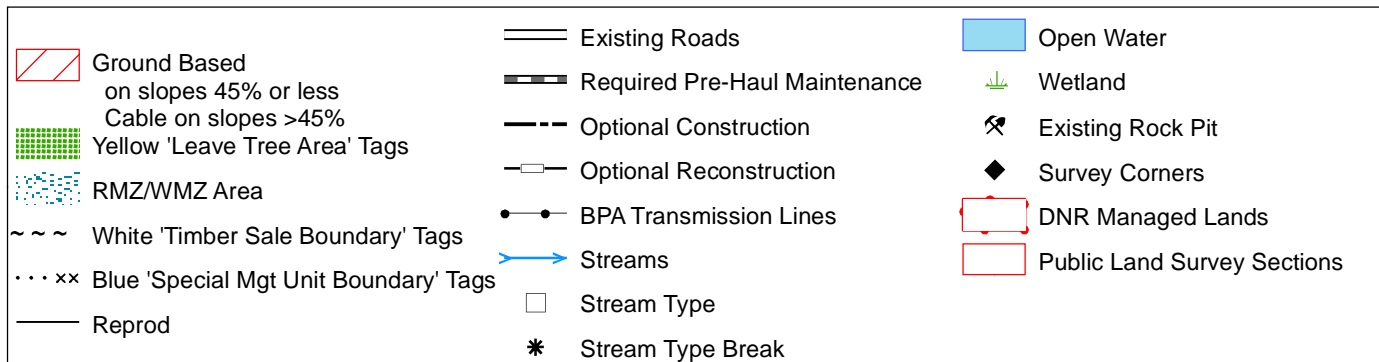 Ground Based
on slopes 45% or less
Cable on slopes >45%
Yellow 'Leave Tree Area' Tags
RMZ/WMZ Area
White 'Timber Sale Boundary' Tags
Blue 'Special Mgt Unit Boundary' Tags
Reprod
Existing Roads
Required Pre-Haul Maintenance
Optional Construction
Optional Reconstruction
BPA Transmission Lines
Streams
Stream Type
Stream Type Break
Open Water
Wetland
Existing Rock Pit
Survey Corners
DNR Managed Lands
Public Land Survey Sections